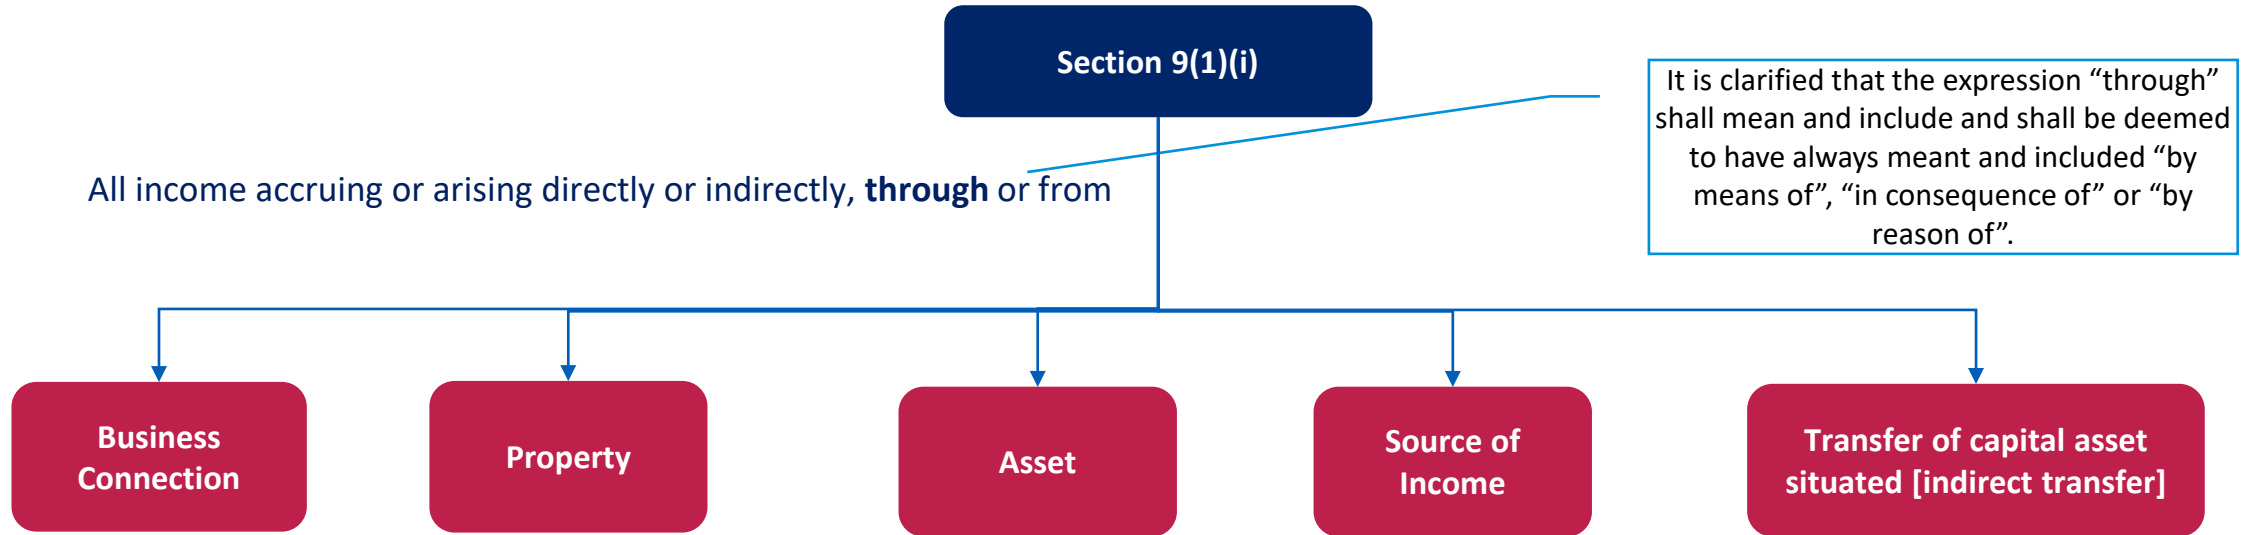 Section 9(1)(i)
It is clarified that the expression “through”
shall mean and include and shall be deemed
to have always meant and included “by
means of”, “in consequence of” or “by
reason of”.
All income accruing or arising directly or indirectly, through or from
Business
Connection
Property
Asset
Source of
Income
Transfer of capital asset
situated [indirect transfer]